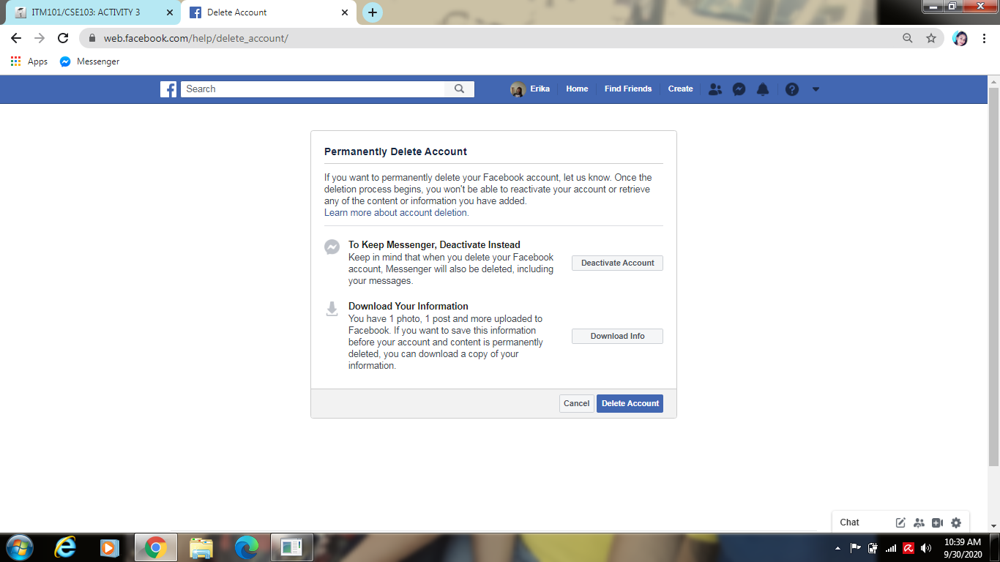 ITM101/CSE103: ACTIVITY 3
Delete Account
web.facebook.com/help/delete_account/
Apps
Messenger
Search
Erika
Home
Find Friends
Create
Permanently Delete Account
If you want to permanently delete your Facebook account, let us know. Once the
deletion process begins, you won't be able to reactivate your account or retrieve
any of the content or information you have added.
Learn more about account deletion.
To Keep Messenger, Deactivate Instead
Keep in mind that when you delete your Facebook
account, Messenger will also be deleted, including
your messages.
Deactivate Account
Download Your Information
You have 1 photo, 1 post and more uploaded to
Facebook. If you want to save this information
before your account and content is permanently
deleted, you can download a copy of your
information.
Download Info
Cancel
Delete Account
Chat
10:39 AM
9/30/2020